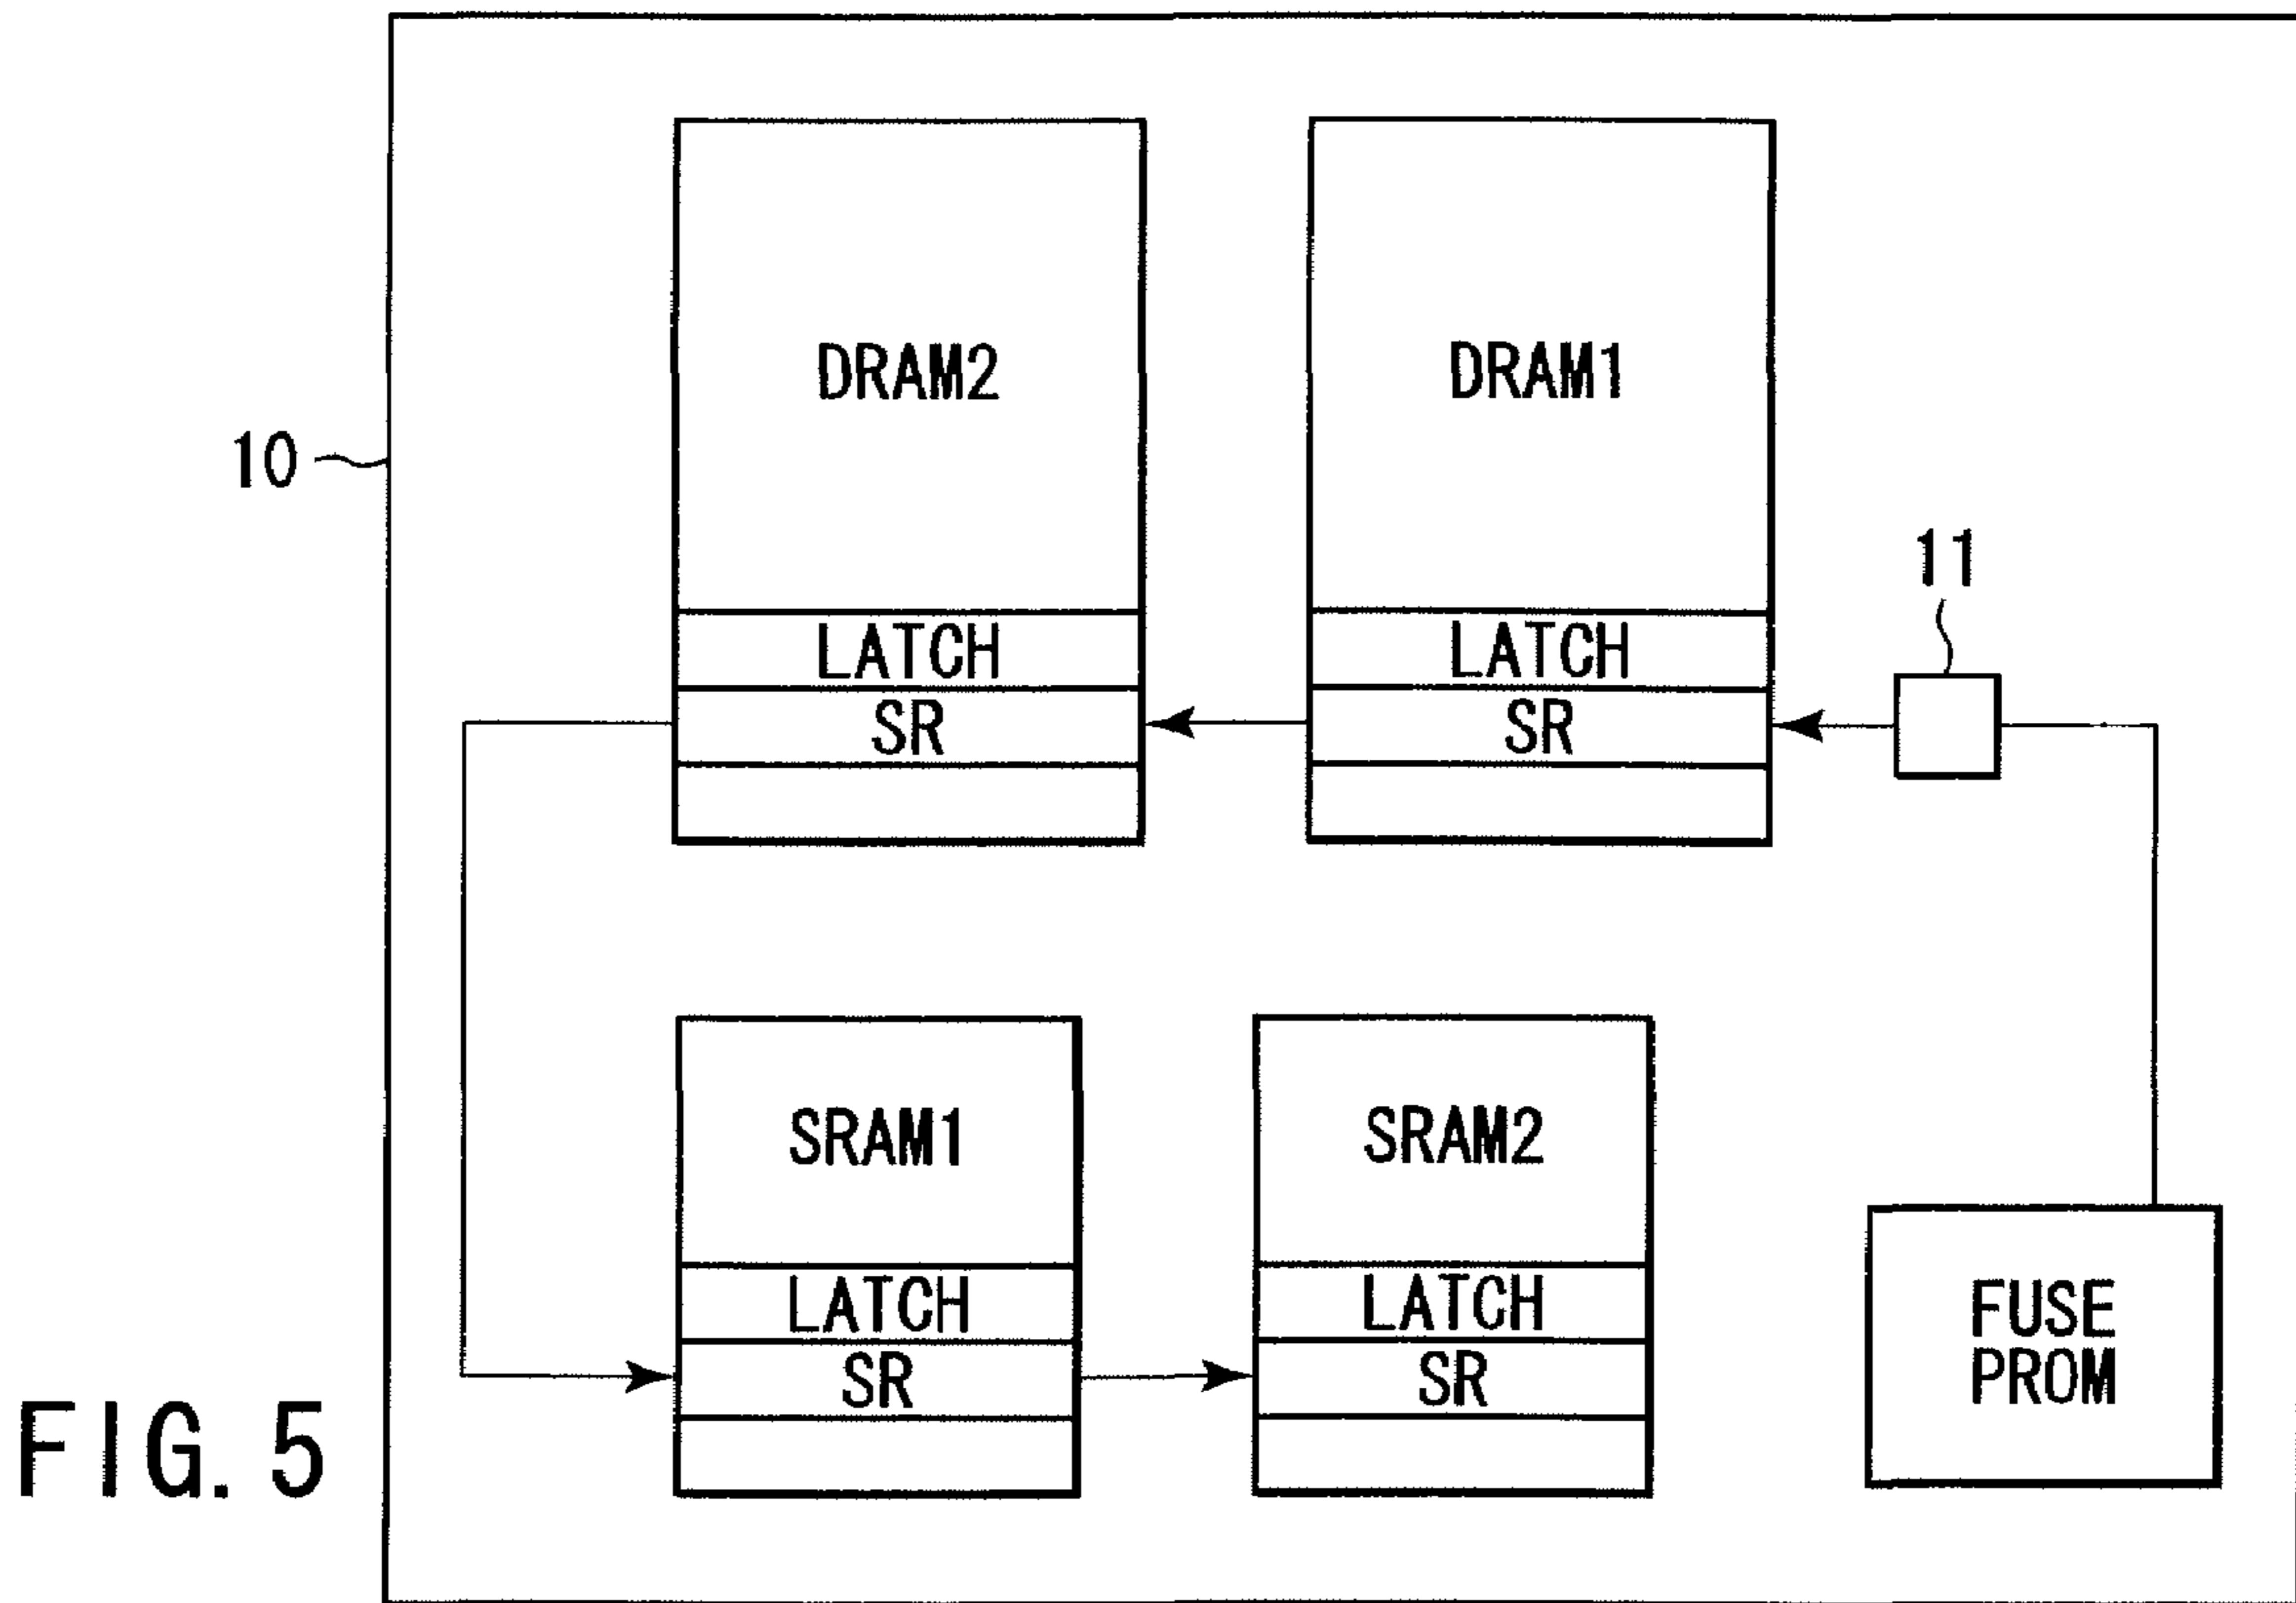 DRAM2
DRAM1
10
11
LATCH
LATCH
SR
SR
SRAM1
SRAM2
LATCH
LATCH
SR
SR
FUSE
PROM
FIG. 5